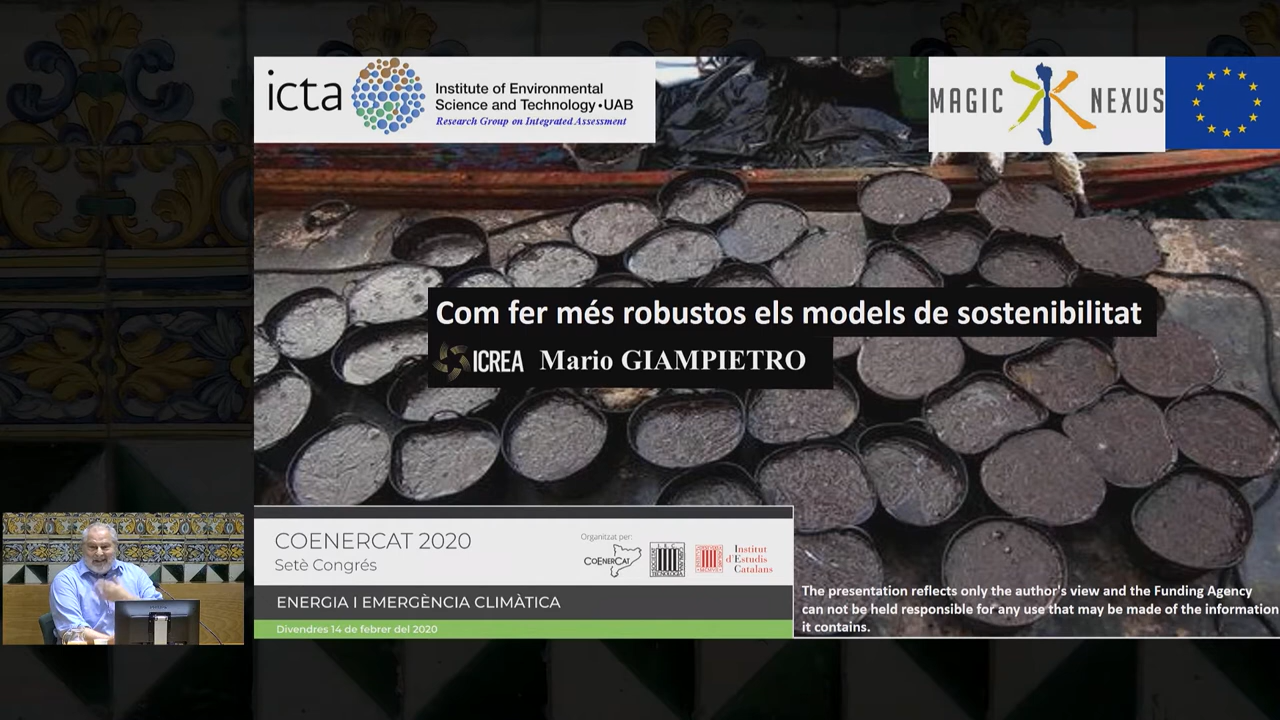 icta
Institute of Environmental
Science and Technology•UAB
Research Group on Integrated Assessment
MAGIC NEXUS
Com fer més robustos els models de sostenibilitat
ICREA Mario GIAMPIETRO
COENERCAT 2020
Setè Congrés
Organitzat per:
COENERCAT
Institut
d'Estudis
Catalans
ENERGIA I EMERGÈNCIA CLIMÀTICA
Divendres 14 de febrer del 2020
The presentation reflects only the author's view and the Funding Agency
can not be held responsible for any use that may be made of the information
it contains.